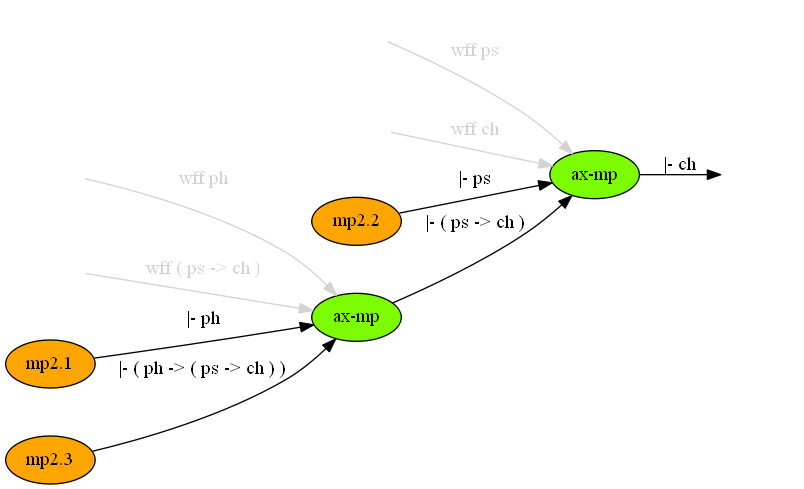 wff ps
wff ch
|- ch
ax-mp
|- ps
wff ph
mp2.2
|- ( ps -> ch )
wff ( ps -> ch )
|- ph
ax-mp
mp2.1
|- ( ph -> ( ps -> ch ) )
mp2.3